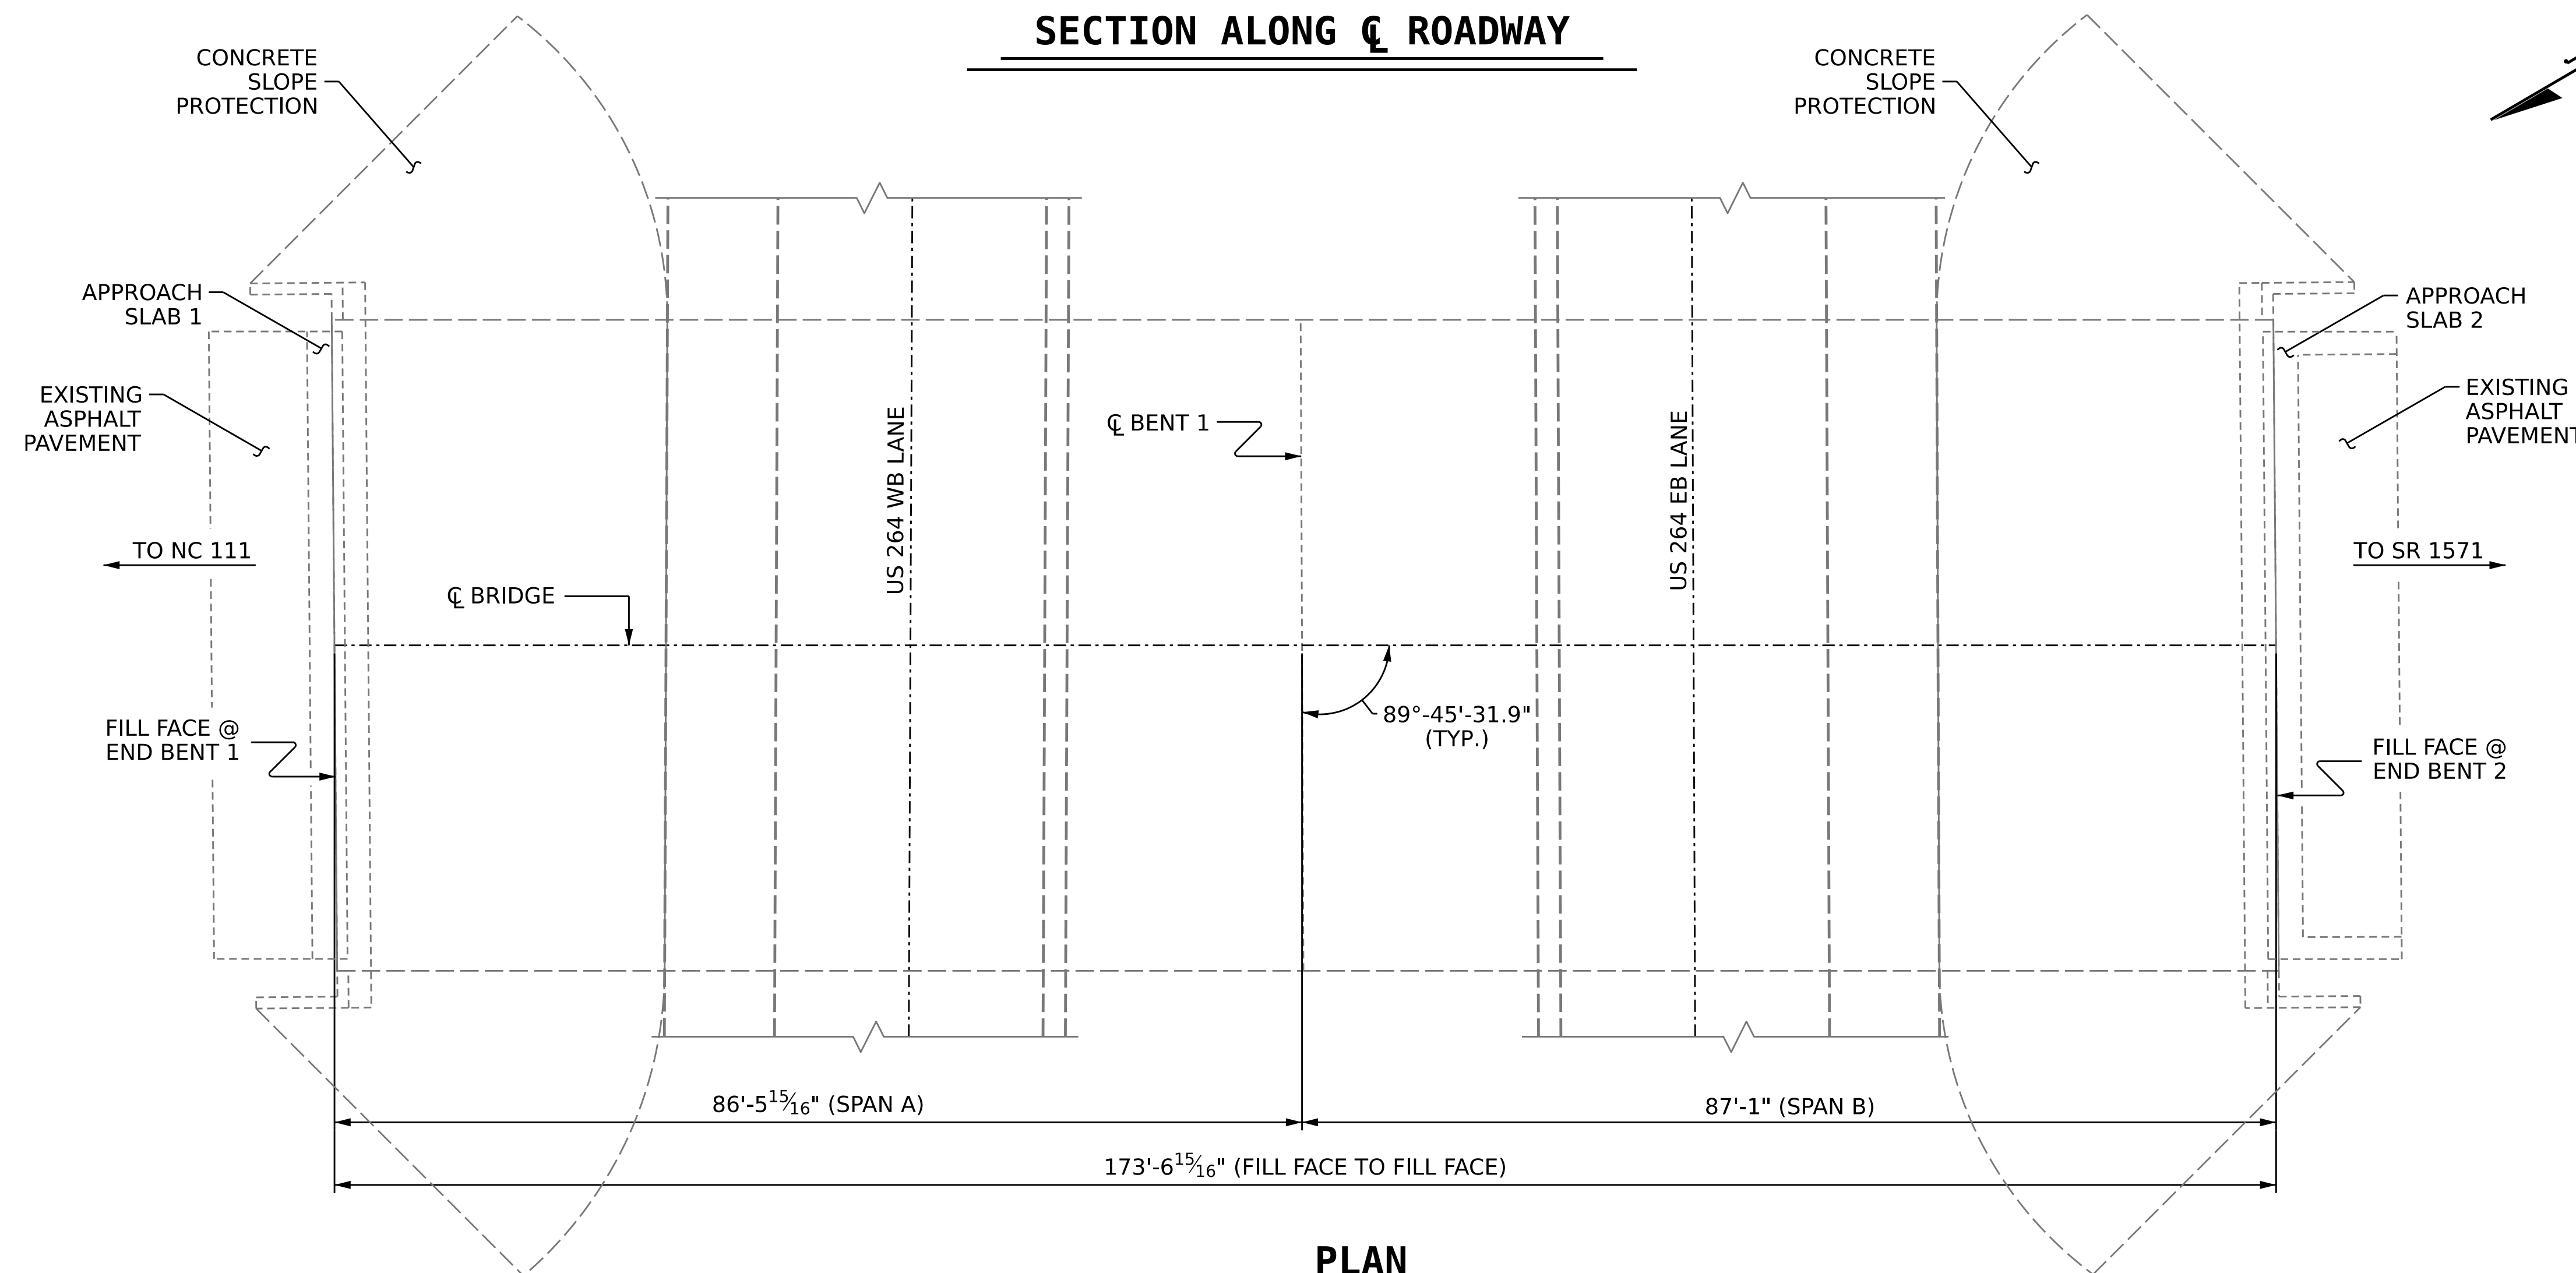 SECTION ALONG ℄ ROADWAY
CONCRETE
SLOPE
PROTECTION
CONCRETE
SLOPE
PROTECTION
APPROACH
SLAB 1
APPROACH
SLAB 2
EXISTING
ASPHALT
PAVEMENT
EXISTING
ASPHALT
PAVEMENT
US 264 WB LANE
℄ BENT 1
US 264 EB LANE
TO NC 111
TO SR 1571
℄ BRIDGE
89°-45'-31.9"
(TYP.)
FILL FACE @
END BENT 1
FILL FACE @
END BENT 2
86'-5 15/16" (SPAN A)
87'-1" (SPAN B)
173'-6 15/16" (FILL FACE TO FILL FACE)
PLAN